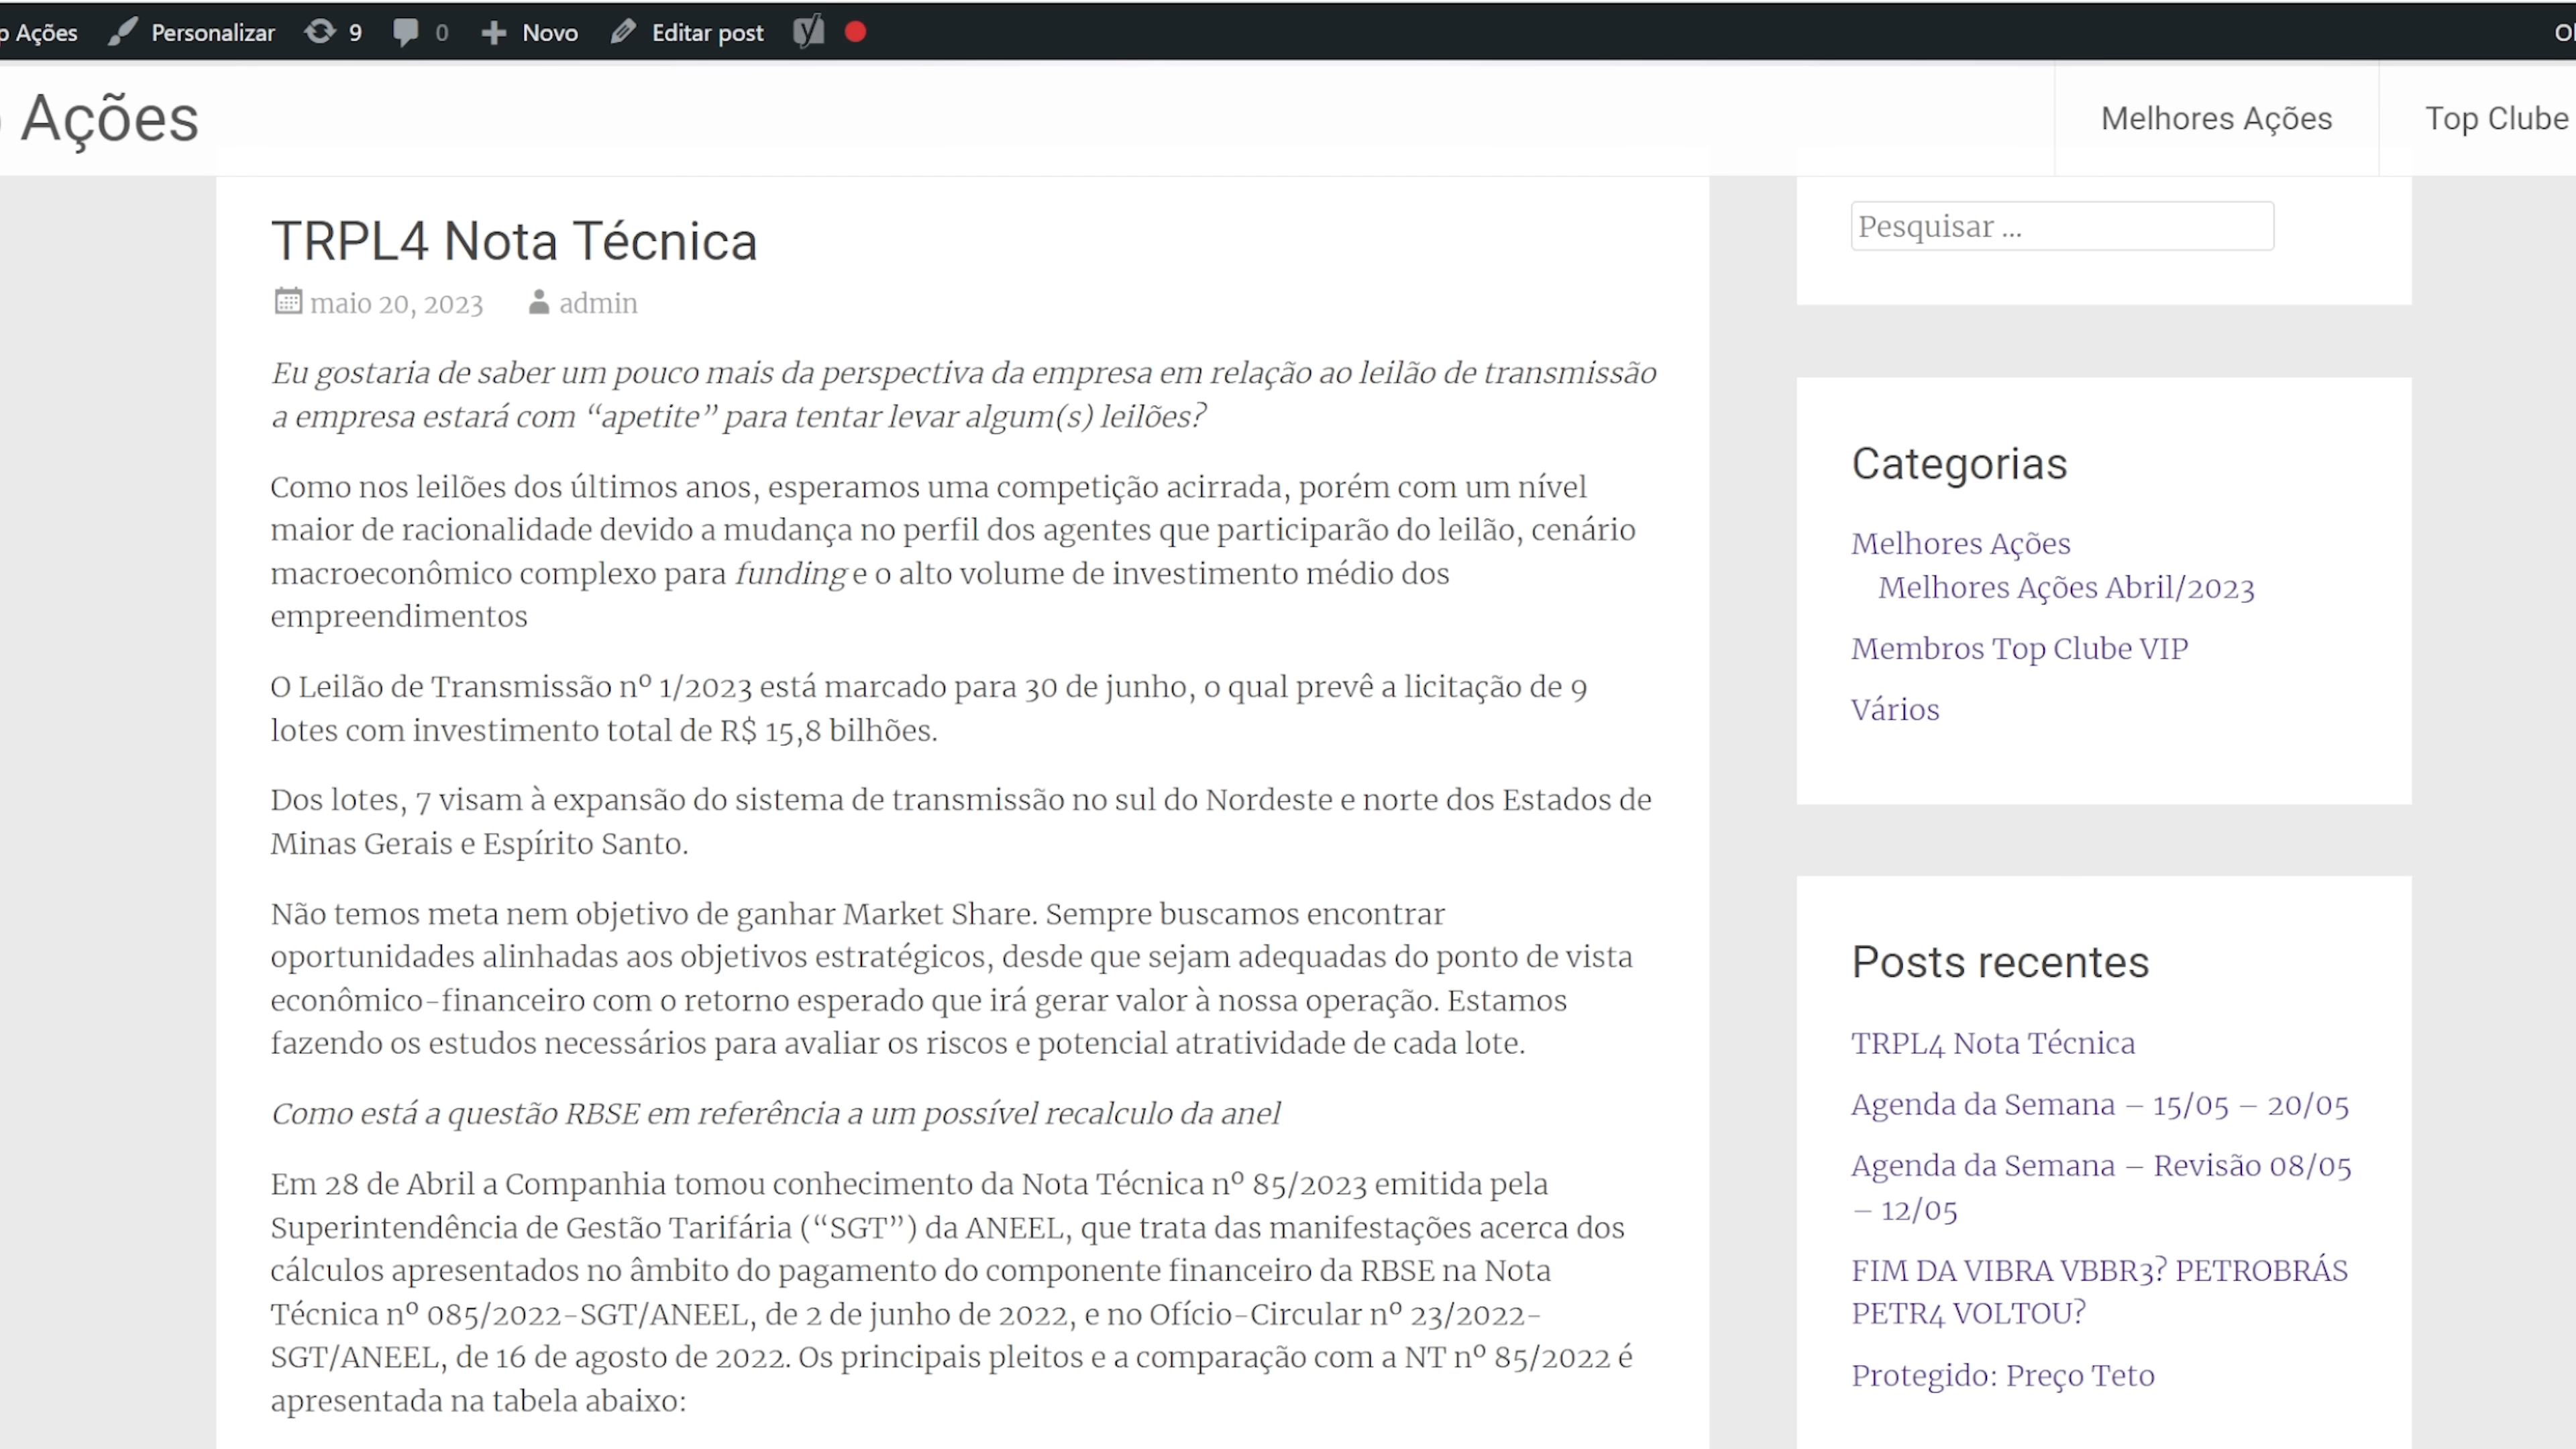 Ações
Personalizar
9
0
Novo
Editar post
Ações
Melhores Ações
Top Clube
TRPL4 Nota Técnica
maio 20, 2023
admin
Eu gostaria de saber um pouco mais da perspectiva da empresa em relação ao leilão de transmissão
a empresa estará com “apetite” para tentar levar algum(s) leilões?
Como nos leilões dos últimos anos, esperamos uma competição acirrada, porém com um nível
maior de racionalidade devido a mudança no perfil dos agentes que participarão do leilão, cenário
macroeconômico complexo para funding e o alto volume de investimento médio dos
empreendimentos
O Leilão de Transmissão nº 1/2023 está marcado para 30 de junho, o qual prevê a licitação de 9
lotes com investimento total de R$ 15,8 bilhões.
Dos lotes, 7 visam à expansão do sistema de transmissão no sul do Nordeste e norte dos Estados de
Minas Gerais e Espírito Santo.
Não temos meta nem objetivo de ganhar Market Share. Sempre buscamos encontrar
oportunidades alinhadas aos objetivos estratégicos, desde que sejam adequadas do ponto de vista
econômico-financeiro com o retorno esperado que irá gerar valor à nossa operação. Estamos
fazendo os estudos necessários para avaliar os riscos e potencial atratividade de cada lote.
Como está a questão RBSE em referência a um possível recalculo da anel
Em 28 de Abril a Companhia tomou conhecimento da Nota Técnica nº 85/2023 emitida pela
Superintendência de Gestão Tarifária (“SGT”) da ANEEL, que trata das manifestações acerca dos
cálculos apresentados no âmbito do pagamento do componente financeiro da RBSE na Nota
Técnica nº 085/2022-SGT/ANEEL, de 2 de junho de 2022, e no Ofício-Circular nº 23/2022-
SGT/ANEEL, de 16 de agosto de 2022. Os principais pleitos e a comparação com a NT nº 85/2022 é
apresentada na tabela abaixo:
Pesquisar ...
Categorias
Melhores Ações
Melhores Ações Abril/2023
Membros Top Clube VIP
Vários
Posts recentes
TRPL4 Nota Técnica
Agenda da Semana – 15/05 – 20/05
Agenda da Semana – Revisão 08/05
– 12/05
FIM DA VIBRA VBBR3? PETROBRÁS
PETR4 VOLTOU?
Protegido: Preço Teto